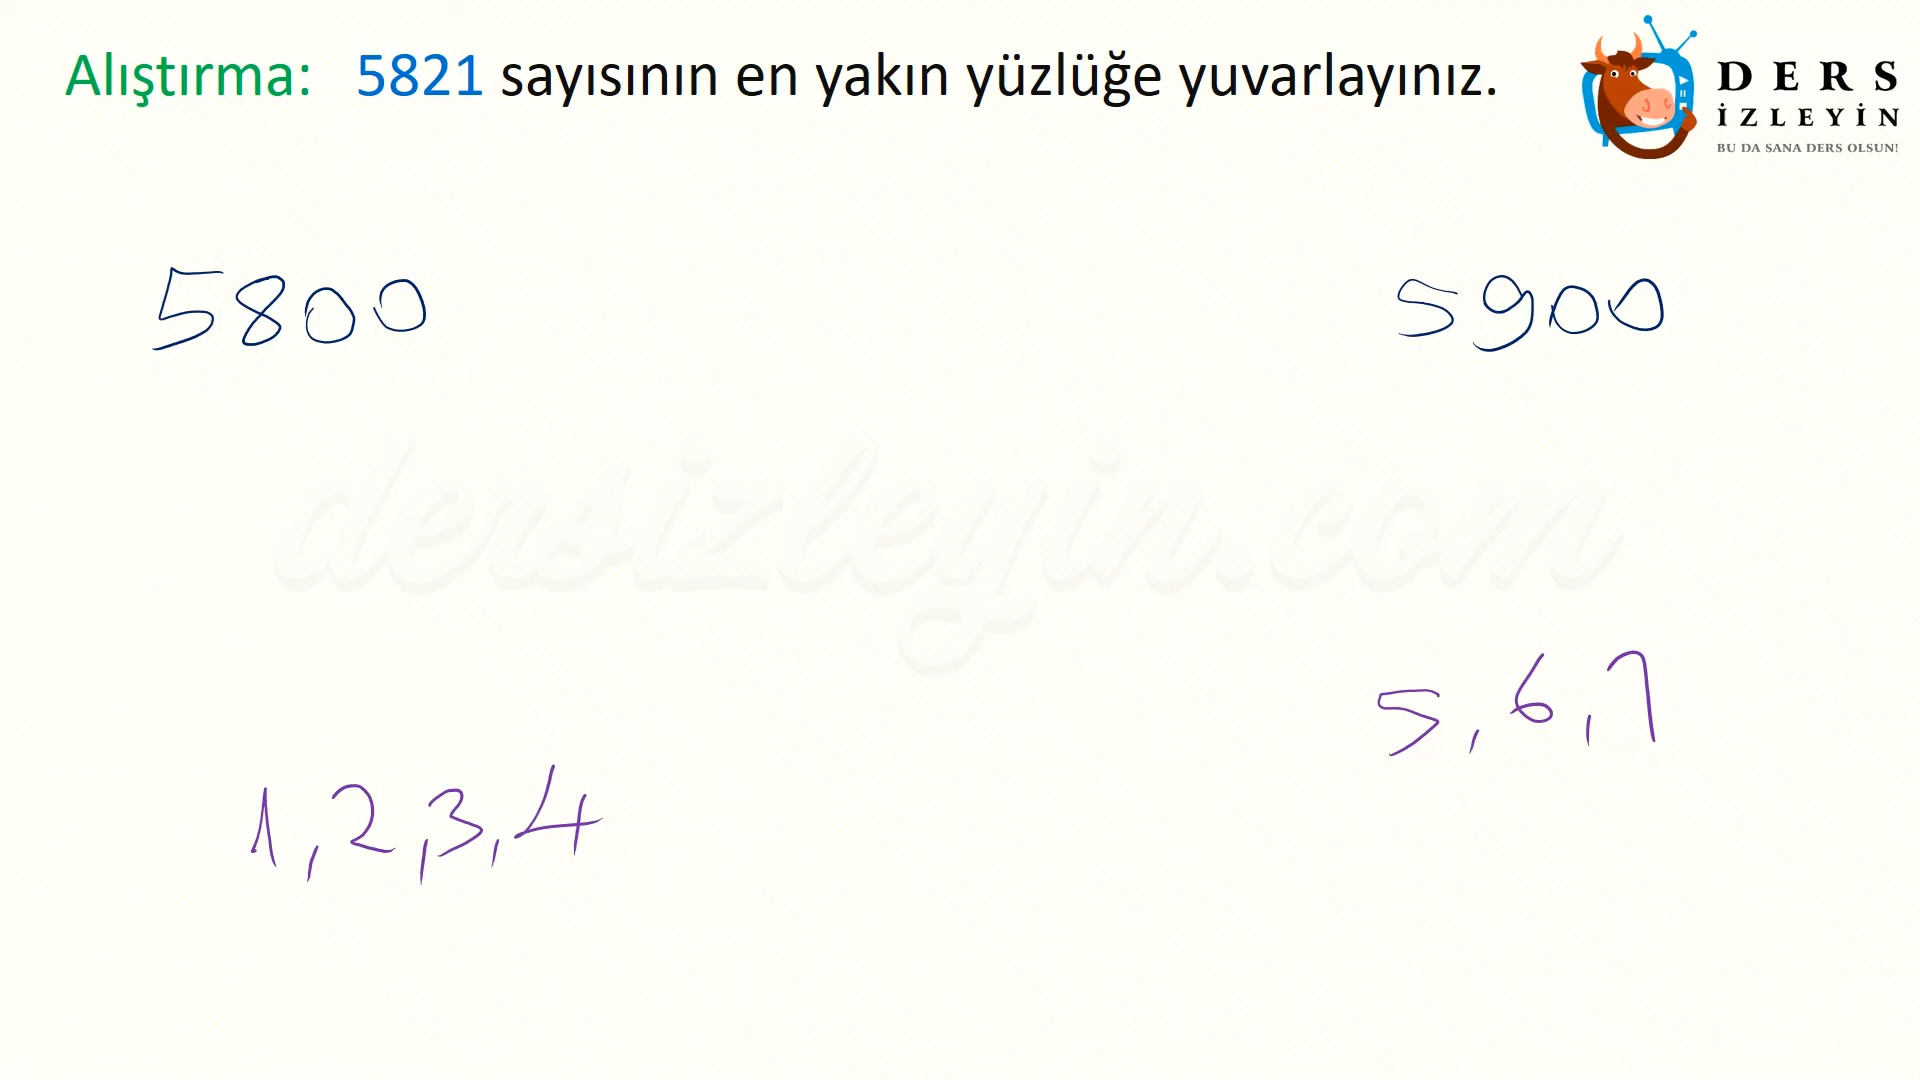 Alıştırma: 5821 sayısının en yakın yüzlüğe yuvarlayınız.
DERS
İZLEYİN
BU DA SANA DERS OLSUN!
5800 5900
dersizleyin.com
5,6,7
1,2,3,4